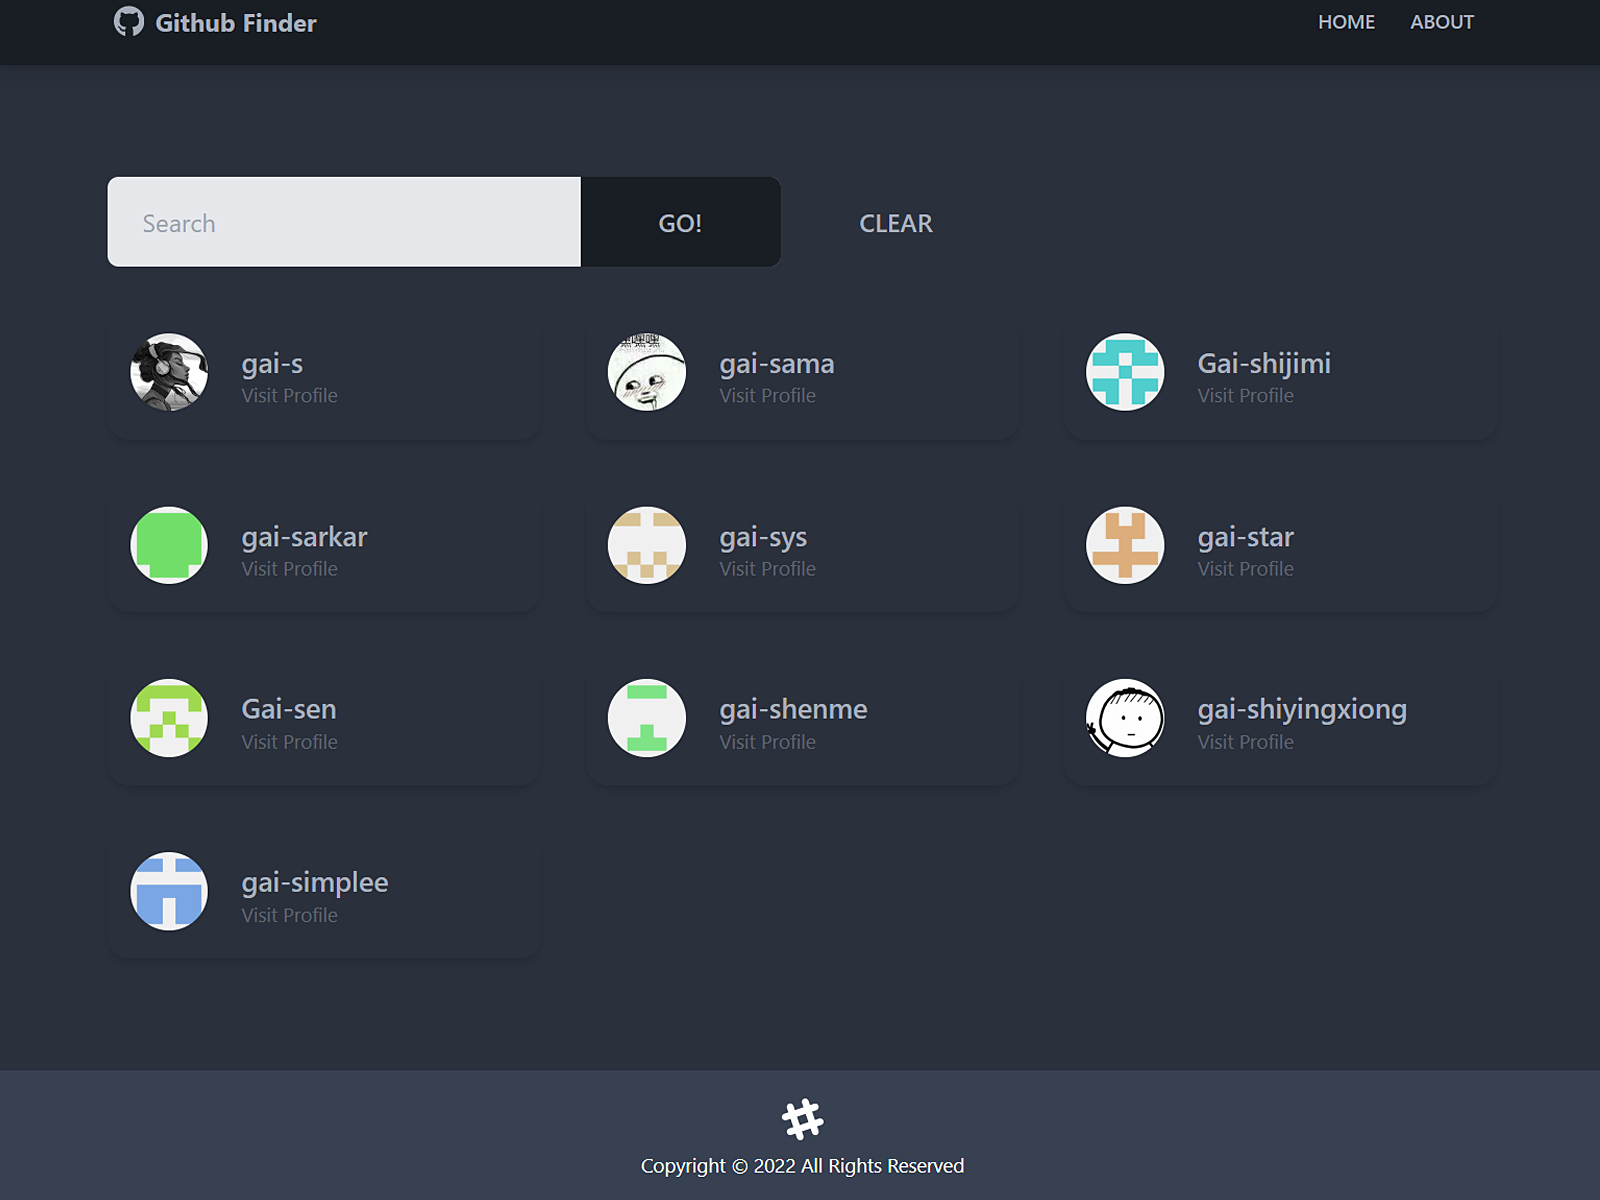 Github Finder
HOME
ABOUT
Search
GO!
CLEAR
gai-s
Visit Profile
gai-sama
Visit Profile
Gai-shijimi
Visit Profile
gai-sarkar
Visit Profile
gai-sys
Visit Profile
gai-star
Visit Profile
Gai-sen
Visit Profile
gai-shenme
Visit Profile
gai-shiyingxiong
Visit Profile
gai-simplee
Visit Profile
Copyright © 2022 All Rights Reserved